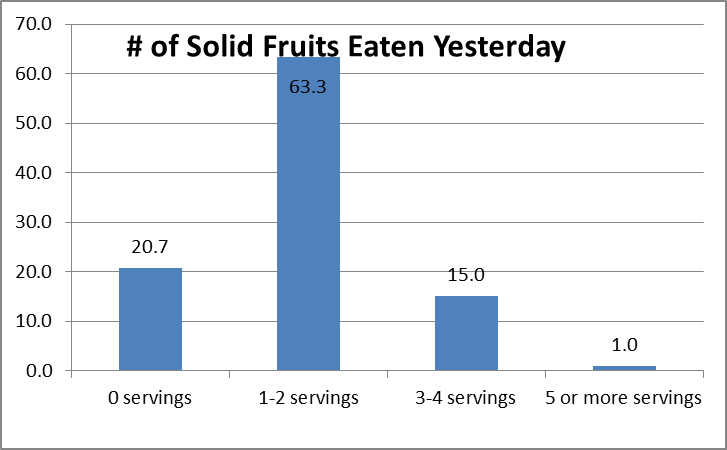 # of Solid Fruits Eaten Yesterday
70.0
60.0
50.0
40.0
30.0
20.0
10.0
0.0
20.7
63.3
15.0
1.0
0 servings
1-2 servings
3-4 servings
5 or more servings